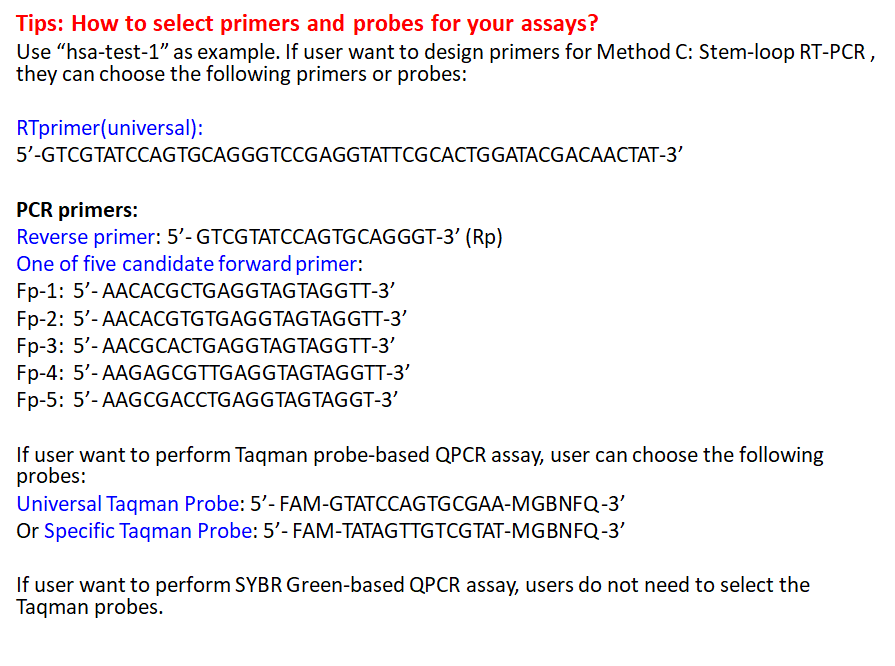 Tips: How to select primers and probes for your assays?
Use “hsa-test-1” as example. If user want to design primers for Method C: Stem-loop RT-PCR ,
they can choose the following primers or probes:
RTprimer(universal):
5’-GTCGTATCCAGTGCAGGGTCCGAGGTATTCGCACTGGATACGACAACTAT-3’
PCR primers:
Reverse primer: 5’- GTCGTATCCAGTGCAGGGT-3’ (Rp)
One of five candidate forward primer:
Fp-1: 5’- AACACGCTGAGGTAGTAGGTT-3’
Fp-2: 5’- AACACGTGTGAGGTAGTAGGTT-3’
Fp-3: 5’- AACGCACTGAGGTAGTAGGTT-3’
Fp-4: 5’- AAGAGCGTTGAGGTAGTAGGTT-3’
Fp-5: 5’- AAGCGACCTGAGGTAGTAGGT-3’
If user want to perform Taqman probe-based QPCR assay, user can choose the following
probes:
Universal Taqman Probe: 5’- FAM-GTATCCAGTGCGAA-MGBNFQ-3’
Or Specific Taqman Probe: 5’- FAM-TATAGTTGTCGTAT-MGBNFQ-3’
If user want to perform SYBR Green-based QPCR assay, users do not need to select the
Taqman probes.